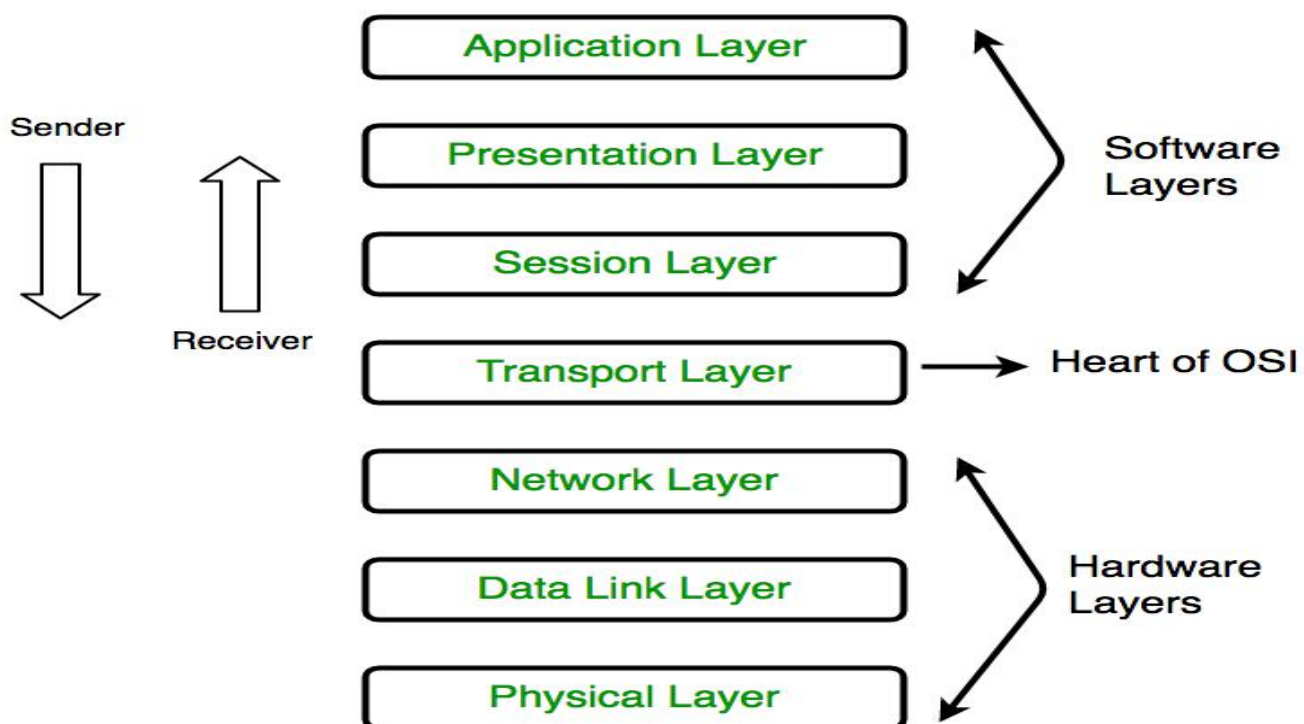 Application Layer
Sender
Presentation Layer
Software
Layers
Session Layer
Receiver
Transport Layer
Heart of OSI
Network Layer
Data Link Layer
Hardware
Layers
Physical Layer